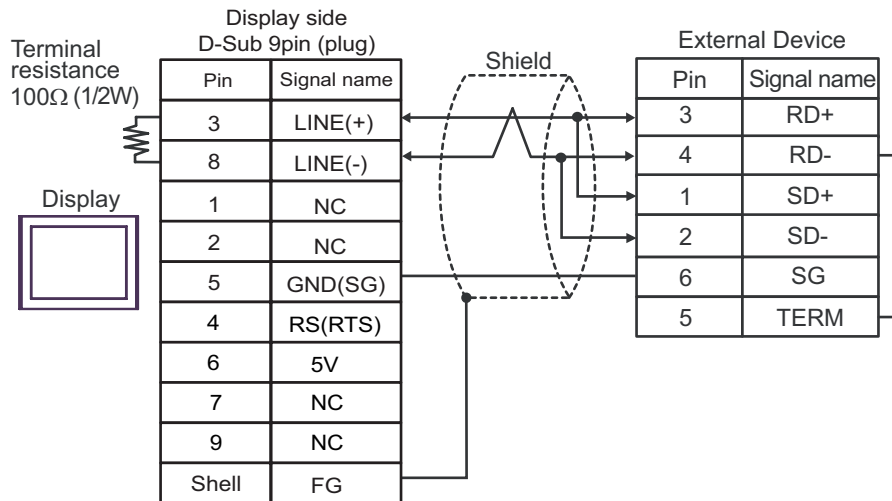 Display side
D-Sub 9pin (plug)
Terminal
resistance
100Ω (1/2W)
Pin Signal name
3 LINE(+)
8 LINE(-)
1 NC
2 NC
5 GND(SG)
4 RS(RTS)
6 5V
7 NC
9 NC
Shell FG
Display
Shield
External Device
Pin Signal name
3 RD+
4 RD-
1 SD+
2 SD-
6 SG
5 TERM